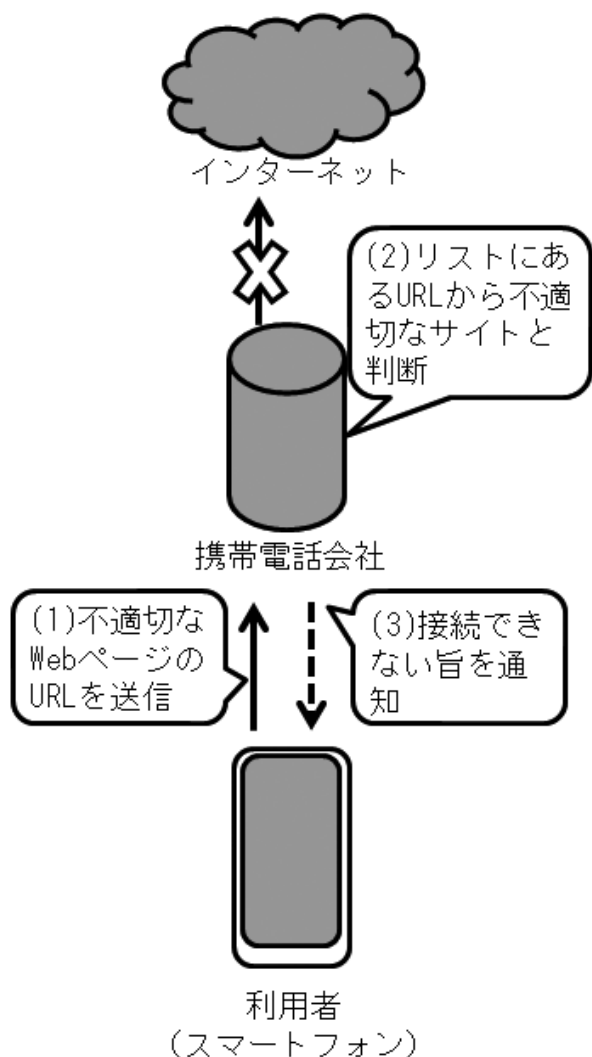 インターネット
(2)リストにあ
るURLから不適
切なサイトと
判断
携帯電話会社
(1)不適切な
Webページの
URLを送信
(3)接続でき
ない旨を通
知
利用者
(スマートフォン)